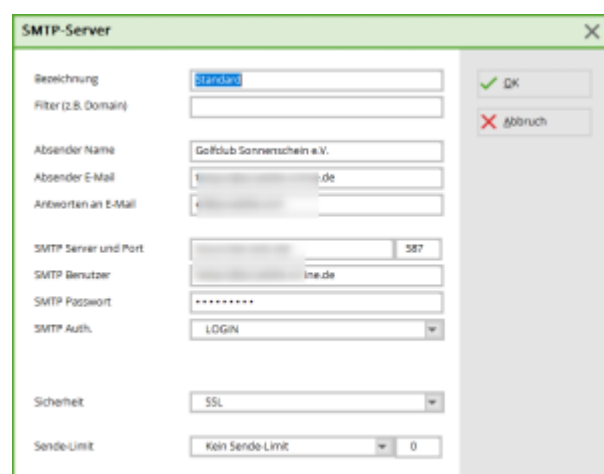 SMTP-Server
Bezeichnung Standard
OK
Filter (z.B. Domain)
Abbruch
Absender Name Golfclub Sonnenschein e.V.
Absender E-Mail .de
Antworten an E-Mail
SMTP Server und Port 587
SMTP Benutzer ine.de
SMTP Passwort •••••••••
SMTP Auth. LOGIN
Sicherheit SSL
Sende-Limit Kein Sende-Limit 0